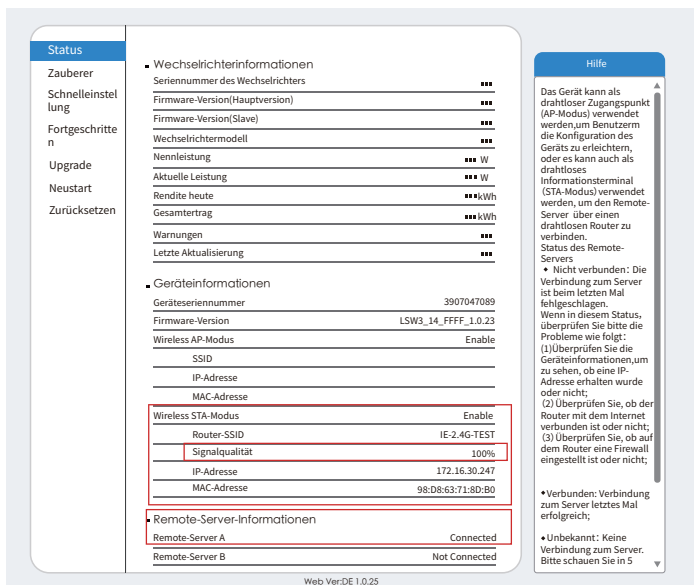 Status
Zauberer
Schnelleinstel
lung
Fortgeschritte
n
Upgrade
Neustart
Zurücksetzen
Wechselrichterinformationen
Seriennummer des Wechselrichters
Firmware-Version(Hauptversion)
Firmware-Version(Slave)
Wechselrichtermodell
Nennleistung W
Aktuelle Leistung W
Rendite heute kWh
Gesamtertrag kWh
Warnungen
Letzte Aktualisierung
Geräteinformationen
Geräteseriennummer 3907047089
Firmware-Version LSW3_14_FFFF_1.0.23
Wireless AP-Modus Enable
SSID
IP-Adresse
MAC-Adresse
Wireless STA-Modus Enable
Router-SSID IE-2.4G-TEST
Signalqualität 100%
IP-Adresse 172.16.30.247
MAC-Adresse 98:D8:63:71:8D:B0
Remote-Server-Informationen
Remote-Server A Connected
Remote-Server B Not Connected
Hilfe
Das Gerät kann als
drahtloser Zugangspunkt
(AP-Modus) verwendet
werden,um Benutzerm
die Konfiguration des
Geräts zu erleichtern,
oder es kann auch als
drahtloses
Informationsterminal
(STA-Modus) verwendet
werden, um den Remote-
Server über einen
drahtlosen Router zu
verbinden.
Status des Remote-
Servers
◆ Nicht verbunden: Die
Verbindung zum Server
ist beim letzten Mal
fehlgeschlagen.
Wenn in diesem Status,
überprüfen Sie bitte die
Probleme wie folgt:
(1)Überprüfen Sie die
Geräteinformationen,um
zu sehen, ob eine IP-
Adresse erhalten wurde
oder nicht;
(2) Überprüfen Sie, ob der
Router mit dem Internet
verbunden ist oder nicht;
(3) Überprüfen Sie, ob auf
dem Router eine Firewall
eingestellt ist oder nicht;
◆Verbunden: Verbindung
zum Server letztes Mal
erfolgreich;
◆Unbekannt: Keine
Verbindung zum Server.
Bitte schauen Sie in 5
Web Ver:DE 1.0.25